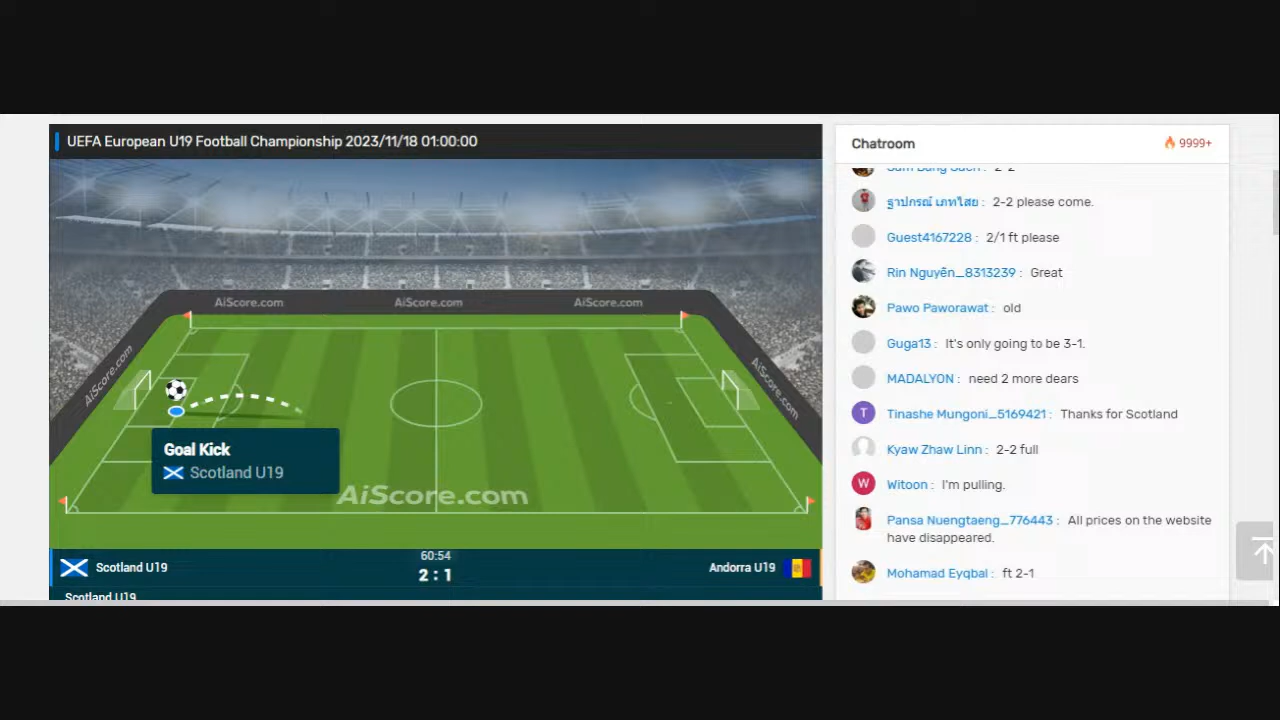 UEFA European U19 Football Championship 2023/11/18 01:00:00
AiScore.com
AiScore.com
AiScore.com
AiScore.com
AiScore.com
Goal Kick
Scotland U19
AiScore.com
60:54
Scotland U19
2 : 1
Andorra U19
Scotland U19
Chatroom
9999+
2-2
ฐาปกรณ์ เภทไสย : 2-2 please come.
Guest4167228 : 2/1 ft please
Rin Nguyễn_8313239 : Great
Pawo Paworawat : old
Guga13 : It's only going to be 3-1.
MADALYON : need 2 more dears
T
Tinashe Mungoni_5169421 : Thanks for Scotland
Kyaw Zhaw Linn : 2-2 full
W
Witoon : I'm pulling.
Pansa Nuengtaeng_776443 : All prices on the website
have disappeared.
Mohamad Eyqbal : ft 2-1